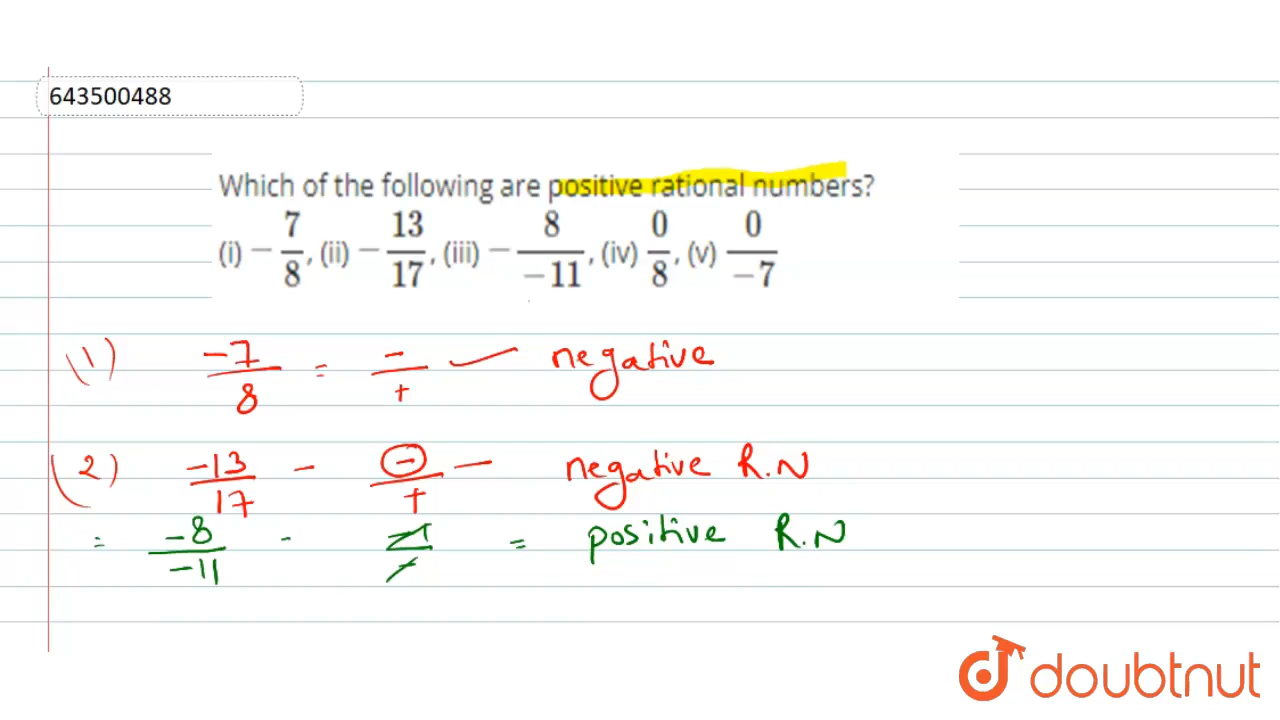 643500488
Which of the following are positive rational numbers?
(i) −7/8, (ii) −13/17, (iii) −8/−11, (iv) 0/8, (v) 0/−7
(1) −7/8 = −/+ — negative
(2) −13/17 − −/+ — negative R.N
= −8/−11 - −/− = positive R.N
doubtnut